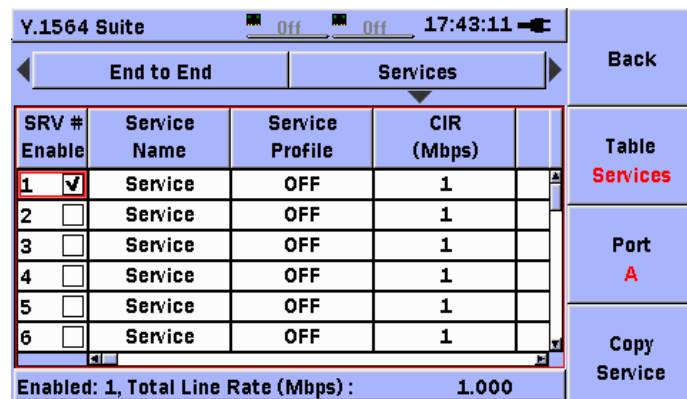 Y.1564 Suite Off Off 17:43:11
End to End Services
SRV # Enable Service Name Service Profile CIR (Mbps)
1 Service OFF 1
2 Service OFF 1
3 Service OFF 1
4 Service OFF 1
5 Service OFF 1
6 Service OFF 1
Enabled: 1, Total Line Rate (Mbps) : 1.000
Back
Table
Services
Port
A
Copy
Service